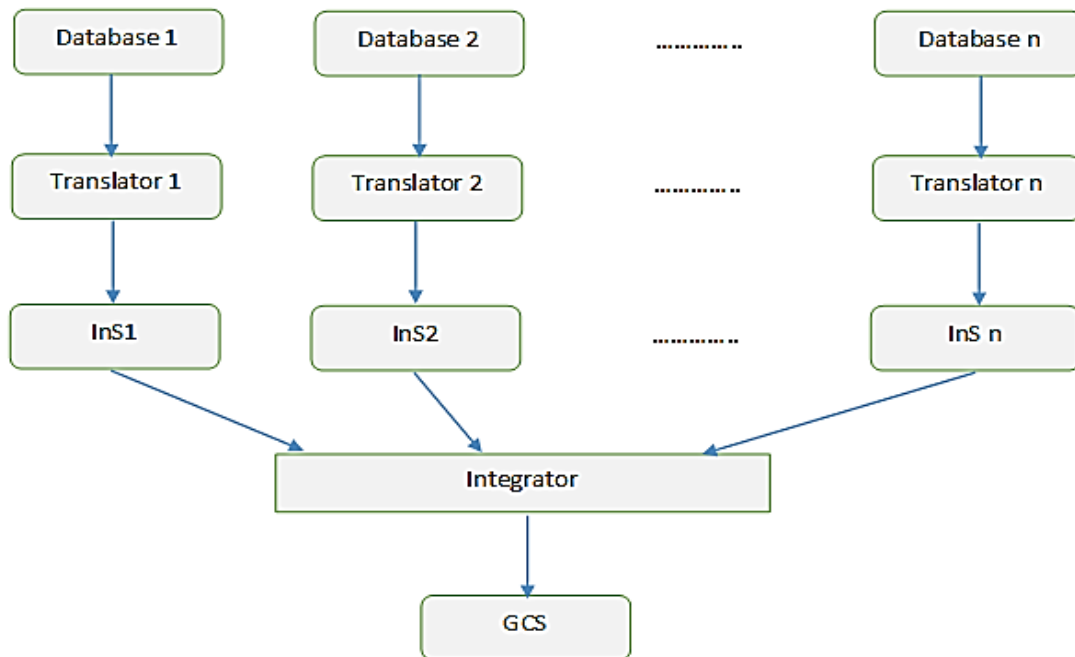 Database 1
Database 2
…………..
Database n
Translator 1
Translator 2
…………..
Translator n
InS1
InS2
…………..
InS n
Integrator
GCS